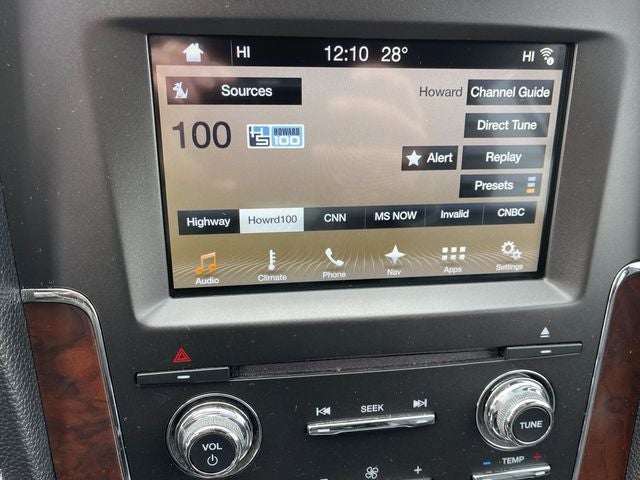 HI 12:10 28° HI
Sources
Howard Channel Guide
100 HS HOWARD 100
Direct Tune
Alert Replay
Presets
Highway Howrd100 CNN MS NOW Invalid CNBC
Audio Climate Phone Nav Apps Settings
SEEK
VOL
TUNE
- TEMP +
+